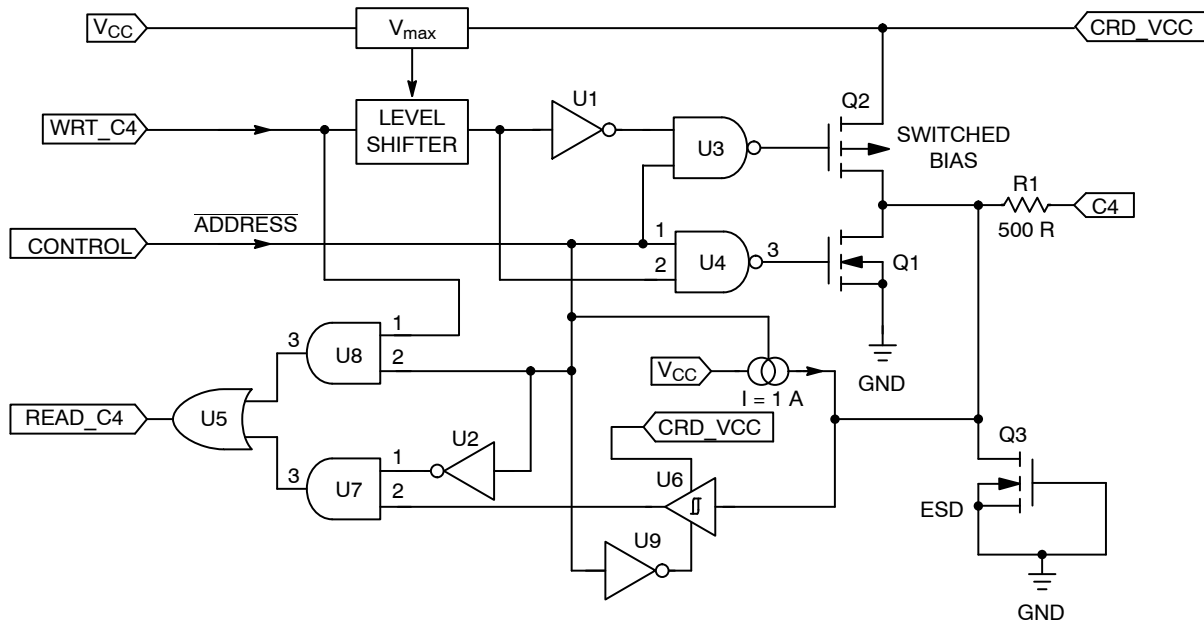 VCC
Vmax
CRD_VCC
U1
Q2
WRT_C4
LEVEL
SHIFTER
U3
SWITCHED
BIAS
R1
C4
500 R
ADDRESS
CONTROL
1
2
U4
3
Q1
3
U8
1
2
VCC
I = 1 A
GND
READ_C4
U5
CRD_VCC
Q3
U2
U6
3
U7
1
2
ESD
U9
GND